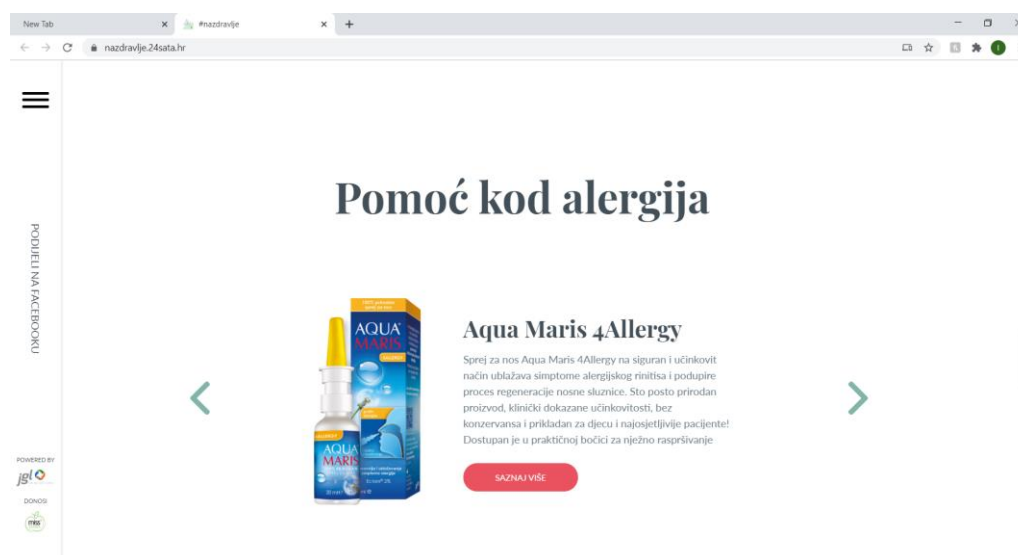 New Tab
#nazdravlje
nazdravlje.24sata.hr
PODIJELI NA FACEBOOKU
Pomoć kod alergija
AQUA
MARIS
AQUA
MARIS
Aqua Maris 4Allergy
Sprej za nos Aqua Maris 4Allergy na siguran i učinkovit
način ublažava simptome alergijskog rinitisa i podupire
proces regeneracije nosne sluznice. Sto posto prirodan
proizvod, klinički dokazane učinkovitosti, bez
konzervansa i prikladan za djecu i najosjetljivije pacijente!
Dostupan je u praktičnoj bočici za nježno raspršivanje
SAZNAJ VIŠE
POWERED BY
jgl
DONOSI
miss